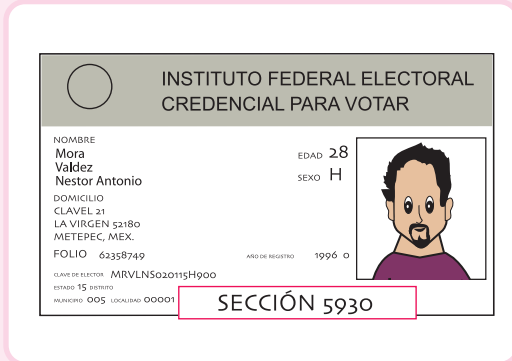 INSTITUTO FEDERAL ELECTORAL
CREDENCIAL PARA VOTAR
NOMBRE
Mora
Valdez
Nestor Antonio
EDAD 28
SEXO H
DOMICILIO
CLAVEL 21
LA VIRGEN 52180
METEPEC, MEX.
FOLIO 62358749
AÑO DE REGISTRO 1996 0
CLAVE DE ELECTOR MRVLNS020115H900
ESTADO 15 DISTRITO
MUNICIPIO 005 LOCALIDAD 00001
SECCIÓN 5930